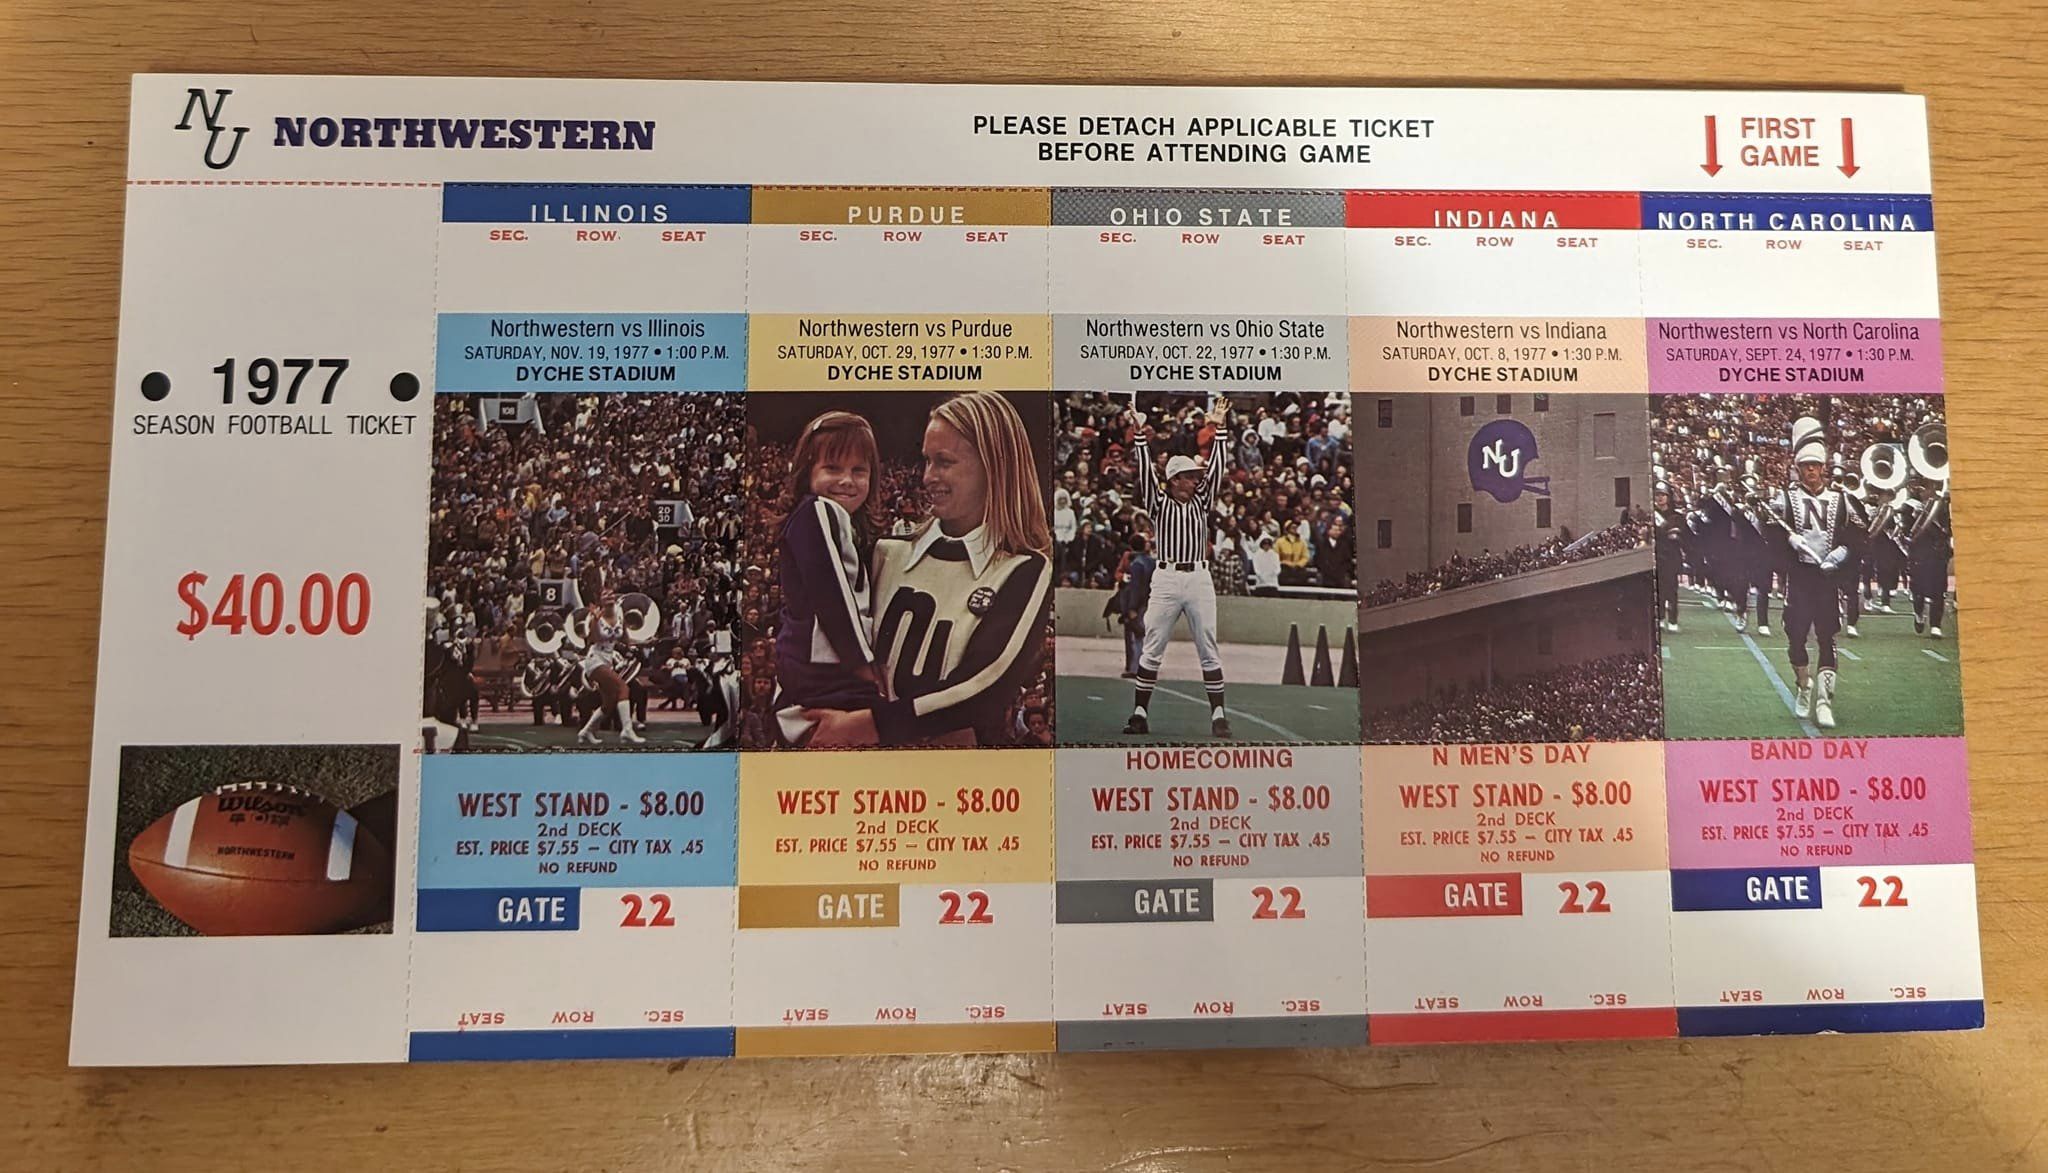 NU NORTHWESTERN
PLEASE DETACH APPLICABLE TICKET
BEFORE ATTENDING GAME
FIRST
GAME
• 1977 •
SEASON FOOTBALL TICKET
$40.00
Wilson
NORTHWESTERN
ILLINOIS
SEC. ROW. SEAT
Northwestern vs Illinois
SATURDAY, NOV. 19, 1977 • 1:00 P.M.
DYCHE STADIUM
108
20
30
8
WEST STAND - $8.00
2nd DECK
EST. PRICE $7.55 – CITY TAX .45
NO REFUND
GATE 22
SEAT ROW SEC.
PURDUE
SEC. ROW SEAT
Northwestern vs Purdue
SATURDAY, OCT. 29, 1977 • 1:30 P.M.
DYCHE STADIUM
nu
WEST STAND - $8.00
2nd DECK
EST. PRICE $7.55 – CITY TAX .45
NO REFUND
GATE 22
SEAT ROW SEC.
OHIO STATE
SEC. ROW SEAT
Northwestern vs Ohio State
SATURDAY, OCT. 22, 1977 • 1:30 P.M.
DYCHE STADIUM
HOMECOMING
WEST STAND - $8.00
2nd DECK
EST. PRICE $7.55 – CITY TAX .45
NO REFUND
GATE 22
SEAT ROW SEC.
INDIANA
SEC. ROW SEAT
Northwestern vs Indiana
SATURDAY, OCT. 8, 1977 • 1:30 P.M.
DYCHE STADIUM
NU
N MEN'S DAY
WEST STAND - $8.00
2nd DECK
EST. PRICE $7.55 – CITY TAX .45
NO REFUND
GATE 22
SEAT ROW SEC.
NORTH CAROLINA
SEC. ROW SEAT
Northwestern vs North Carolina
SATURDAY, SEPT. 24, 1977 • 1:30 P.M.
DYCHE STADIUM
N
BAND DAY
WEST STAND - $8.00
2nd DECK
EST. PRICE $7.55 – CITY TAX .45
NO REFUND
GATE 22
SEAT ROW SEC.